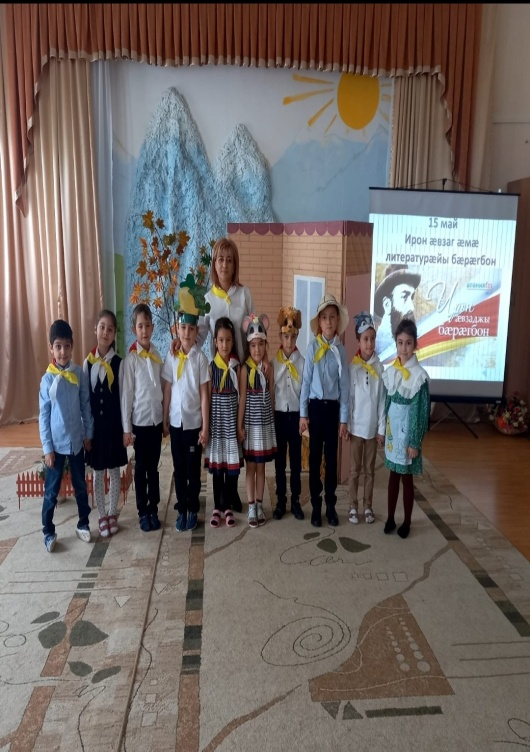 15 май
Ирон æвзаг æмæ
литературæйы бæрæгбон
Ирон
æвзаджы
бæрæгбон